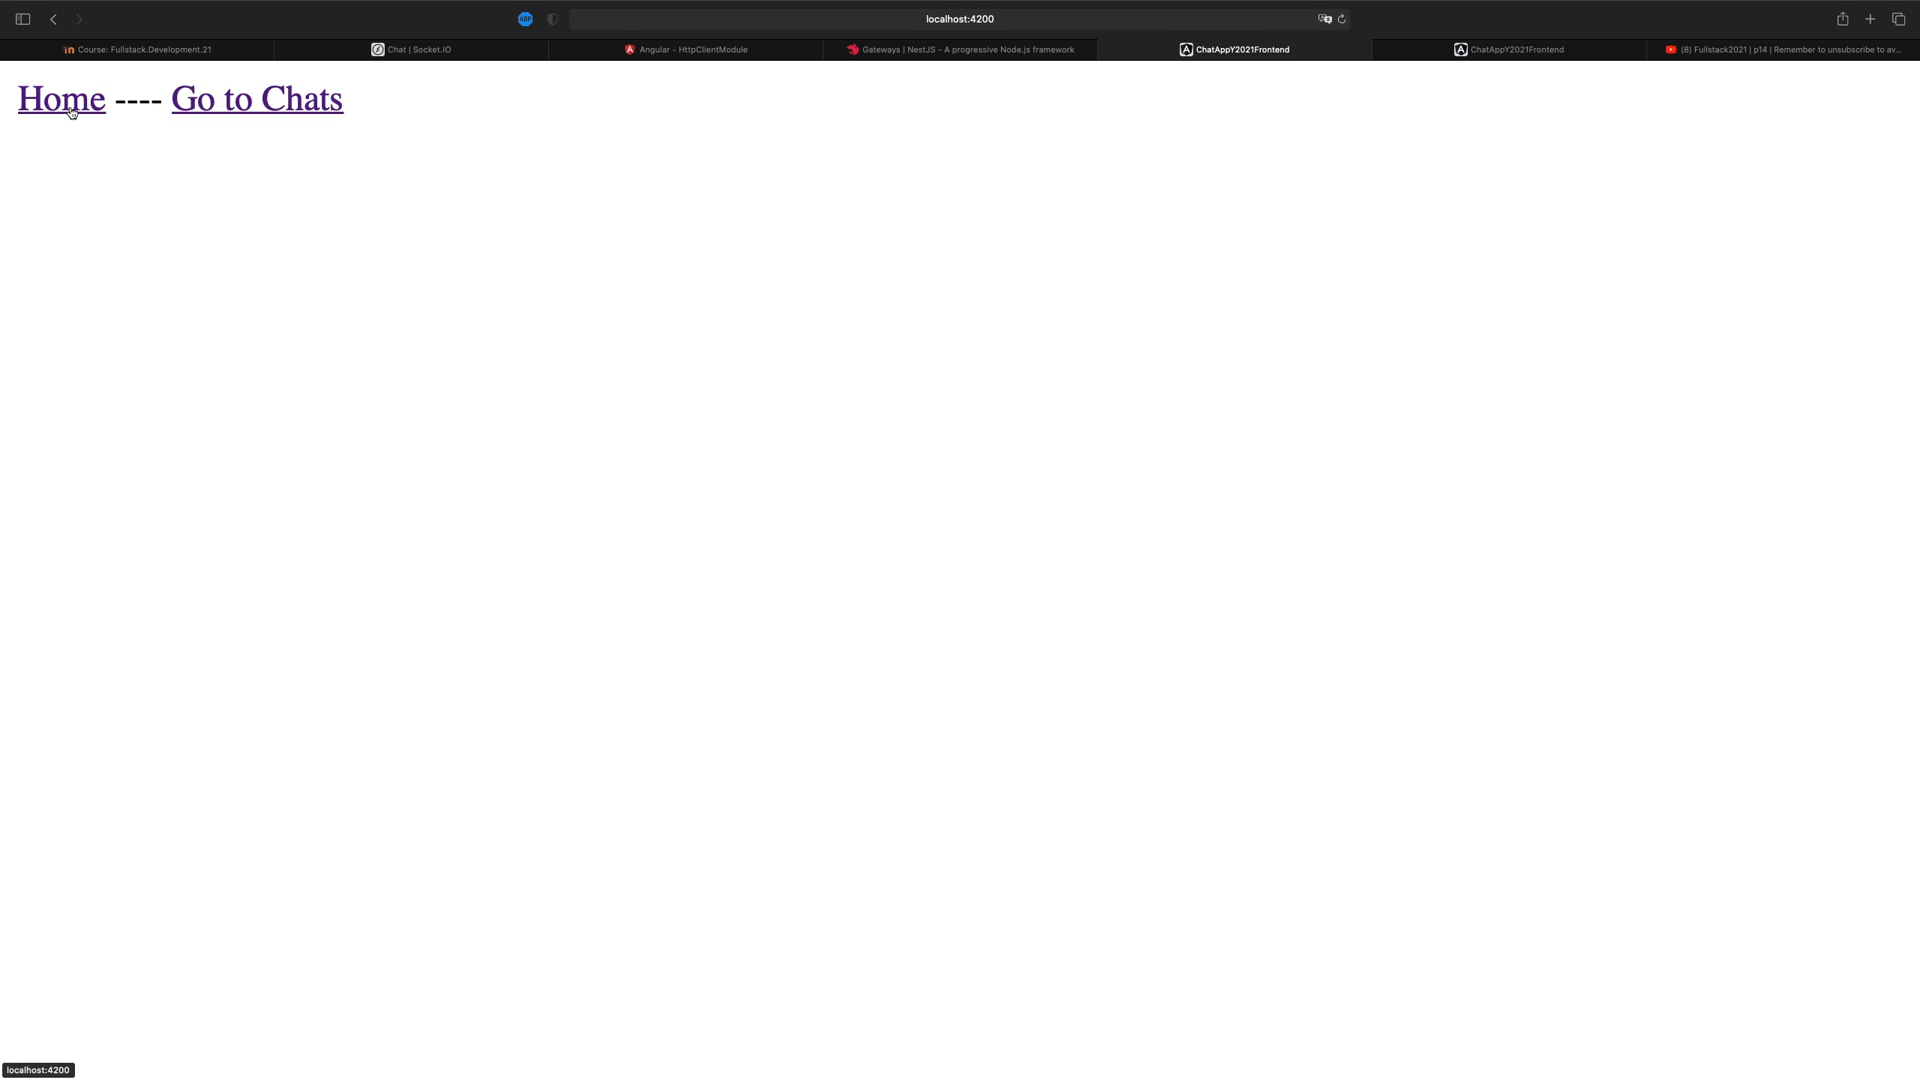 ABP
localhost:4200
Course: Fullstack.Development.21
Chat | Socket.IO
Angular - HttpClientModule
Gateways | NestJS - A progressive Node.js framework
ChatAppY2021Frontend
ChatAppY2021Frontend
(8) Fullstack2021 | p14 | Remember to unsubscribe to av...
Home ---- Go to Chats
localhost:4200